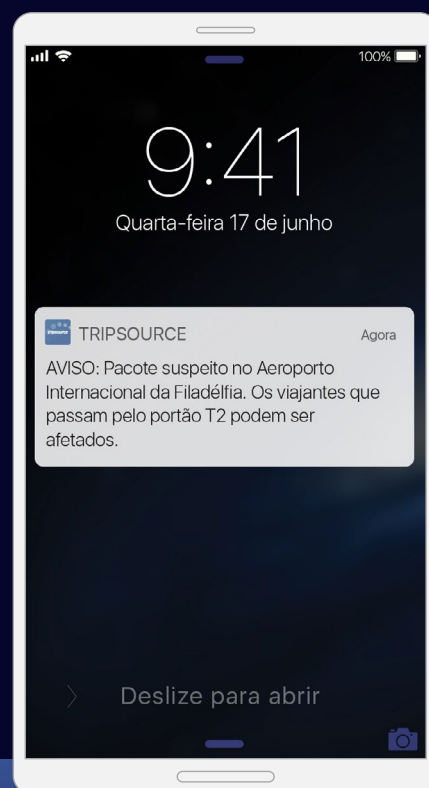 100%
9:41
Quarta-feira 17 de junho
TRIPSOURCE
Agora
AVISO: Pacote suspeito no Aeroporto
Internacional da Filadélfia. Os viajantes que
passam pelo portão T2 podem ser
afetados.
Deslize para abrir